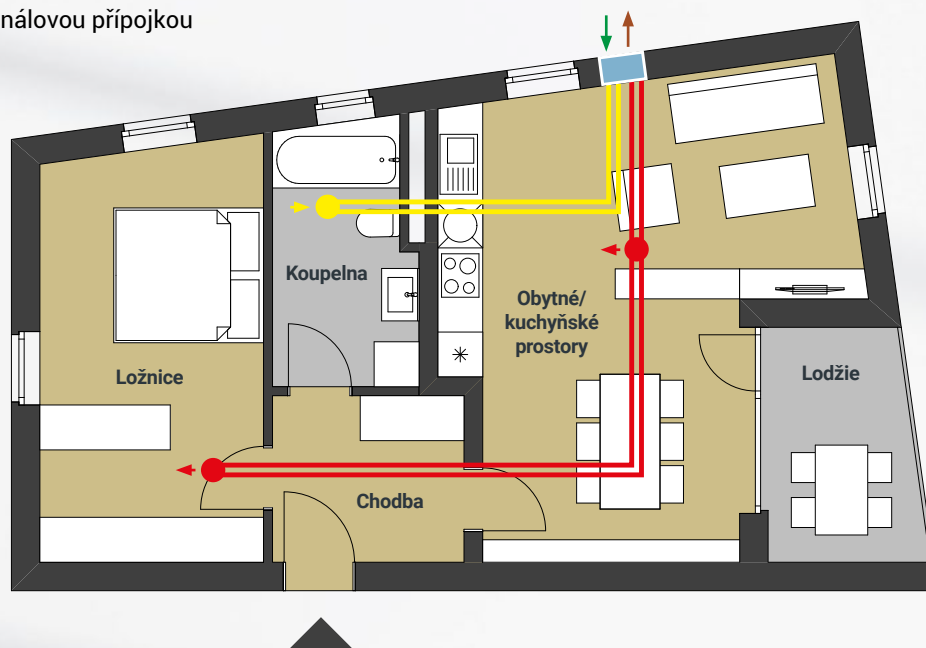 nálovou přípojkou
Koupelna
Obytné/
kuchyňské
prostory
Ložnice
Lodžie
Chodba